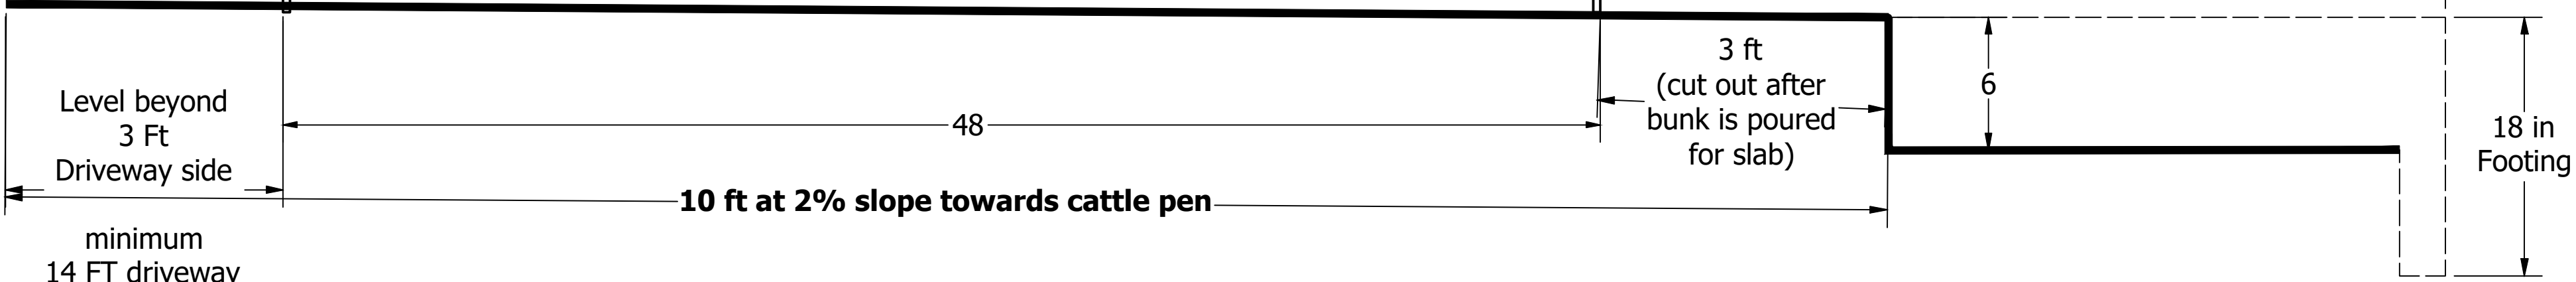 Level beyond
3 Ft
Driveway side
48
3 ft
(cut out after
bunk is poured
for slab)
6
18 in
Footing
10 ft at 2% slope towards cattle pen
minimum
14 FT driveway